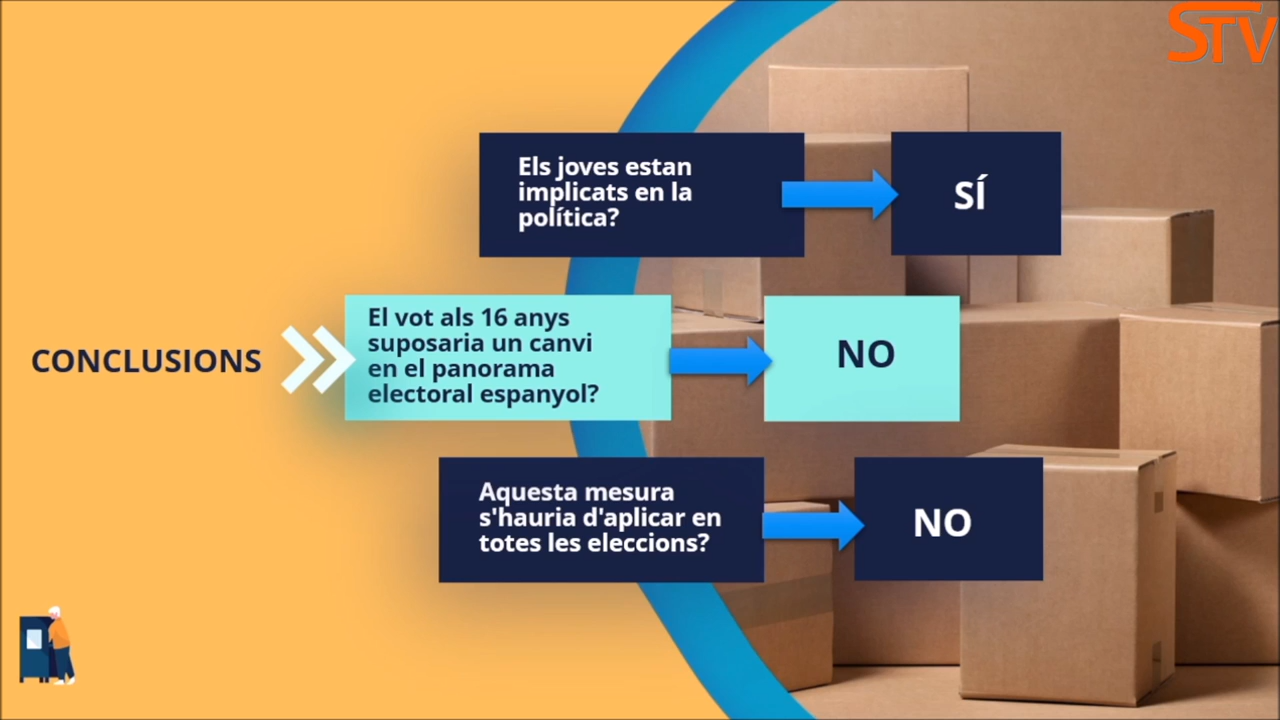 STV
Els joves estan
implicats en la
política?
SÍ
CONCLUSIONS
El vot als 16 anys
suposaria un canvi
en el panorama
electoral espanyol?
NO
Aquesta mesura
s'hauria d'aplicar en
totes les eleccions?
NO